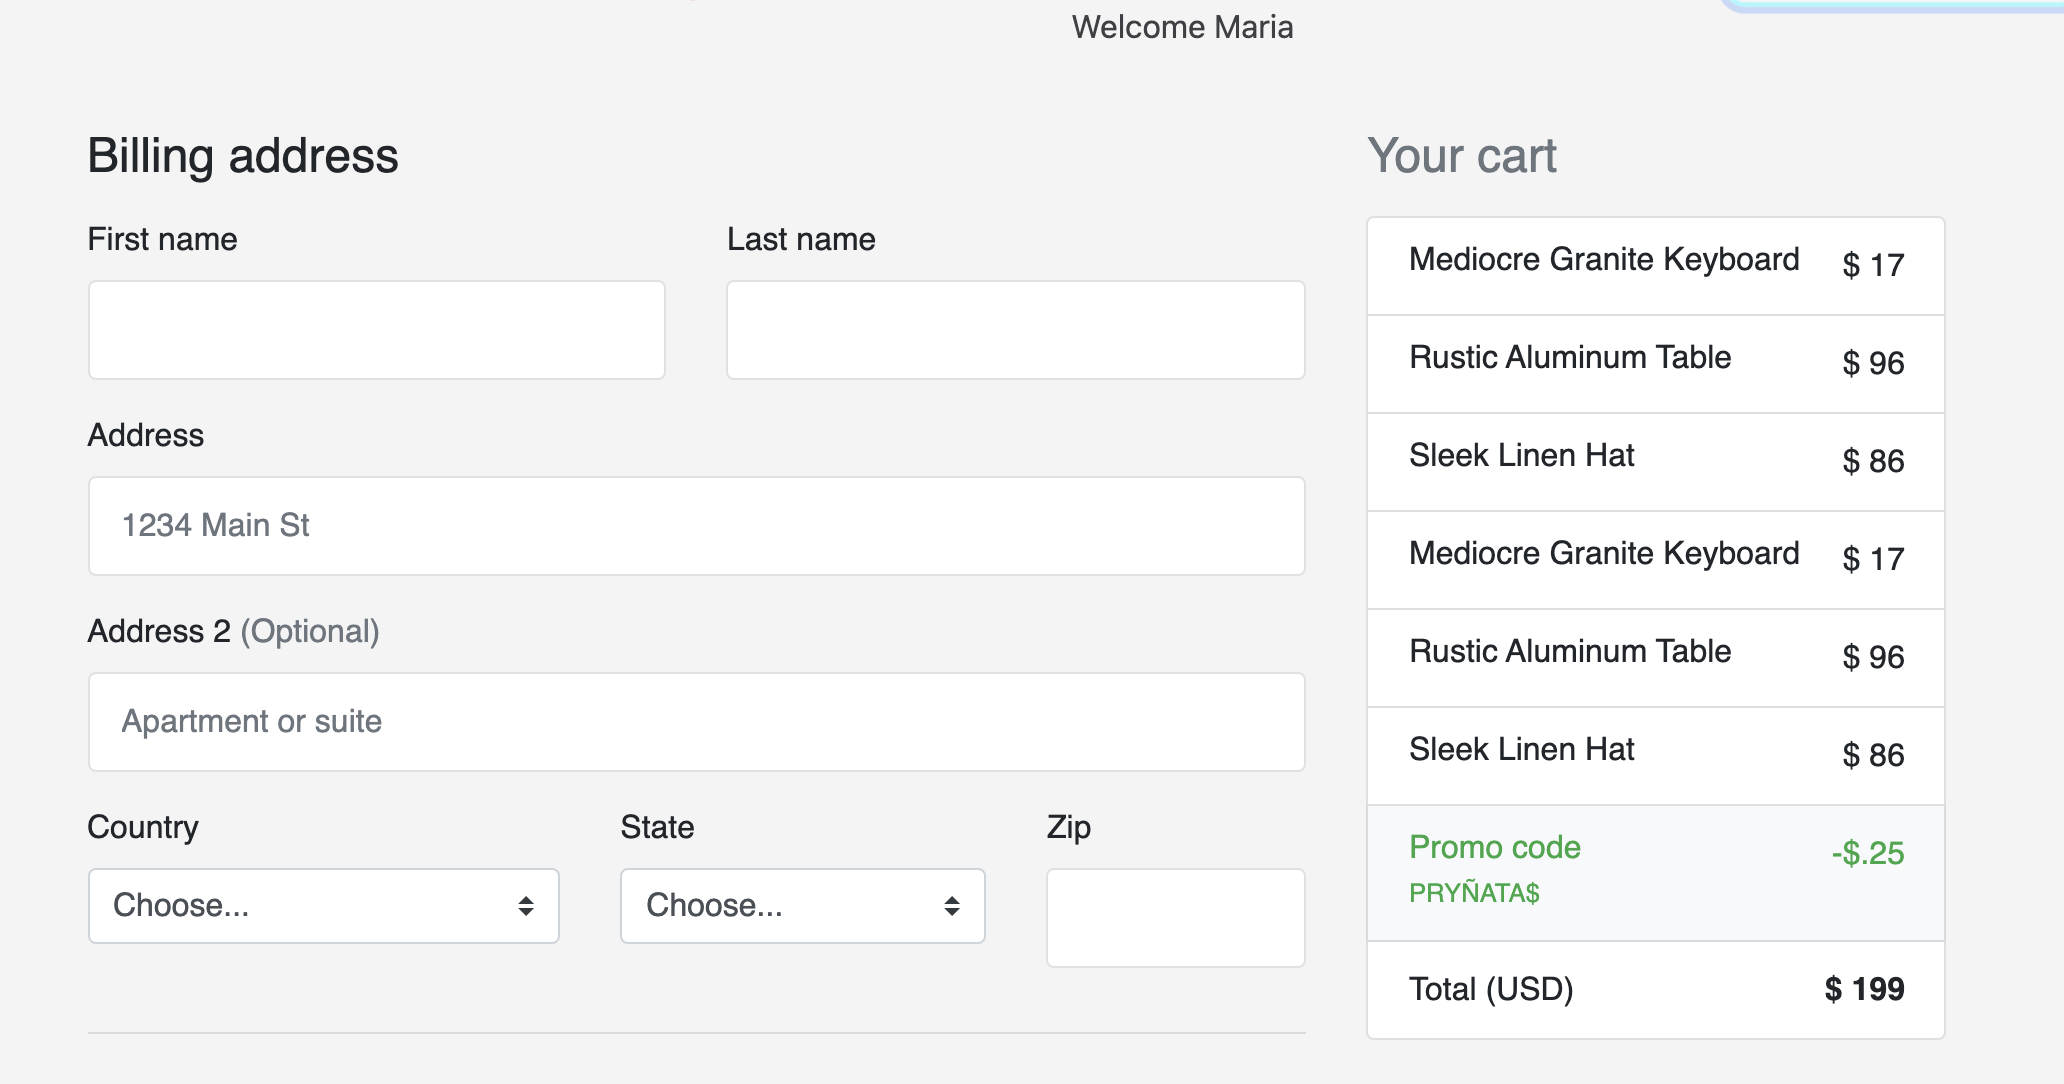 Welcome Maria
Billing address
First name
Last name
Address
1234 Main St
Address 2 (Optional)
Apartment or suite
Country
State
Zip
Choose...
Choose...
Your cart
Mediocre Granite Keyboard $ 17
Rustic Aluminum Table $ 96
Sleek Linen Hat $ 86
Mediocre Granite Keyboard $ 17
Rustic Aluminum Table $ 96
Sleek Linen Hat $ 86
Promo code -$.25
PRYÑATA$
Total (USD) $ 199